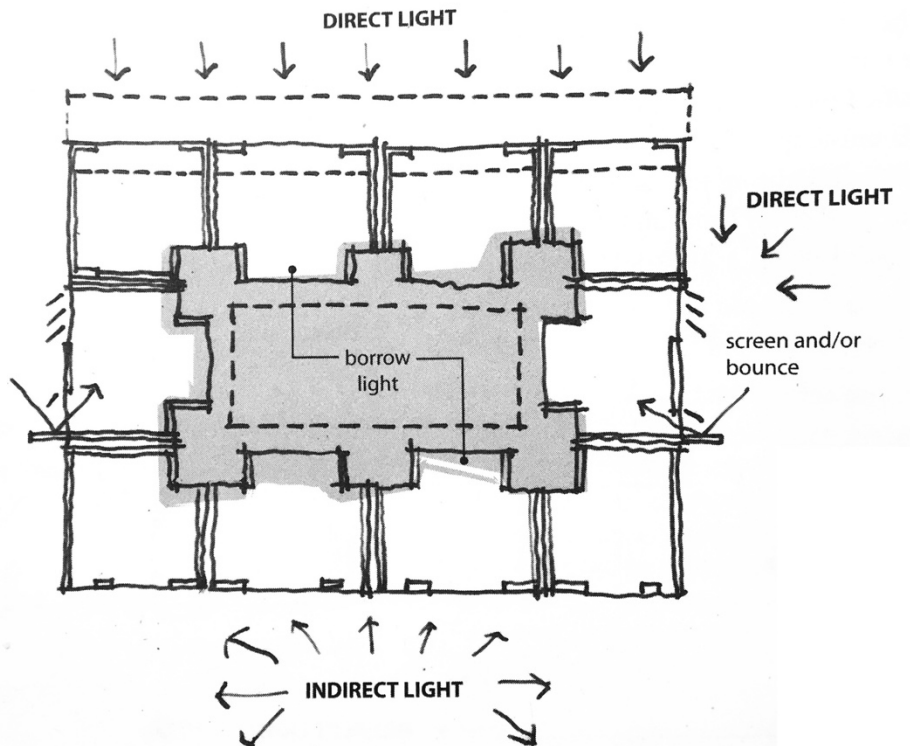 DIRECT LIGHT
DIRECT LIGHT
screen and/or
bounce
borrow
light
INDIRECT LIGHT